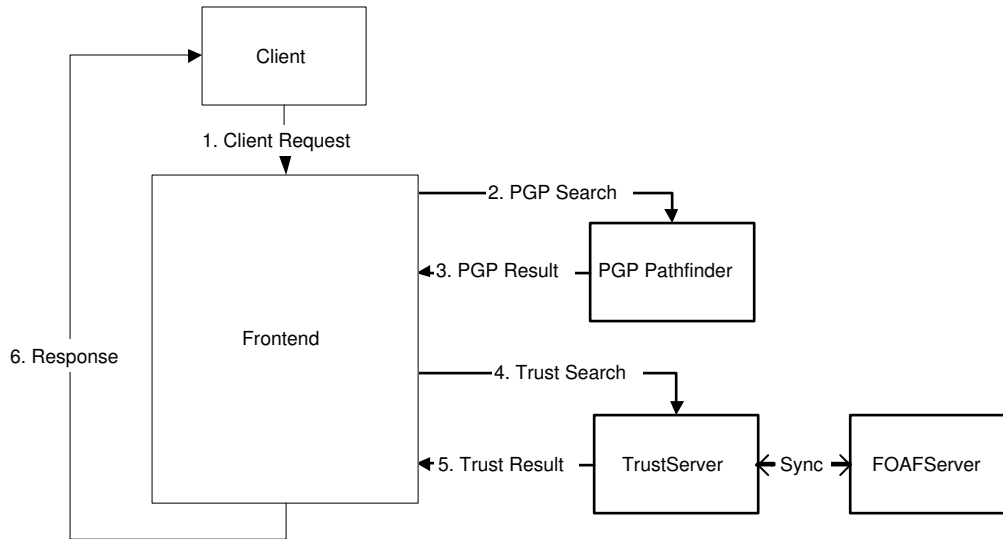 Client
1. Client Request
2. PGP Search
3. PGP Result
PGP Pathfinder
Frontend
6. Response
4. Trust Search
5. Trust Result
TrustServer
Sync
FOAFServer